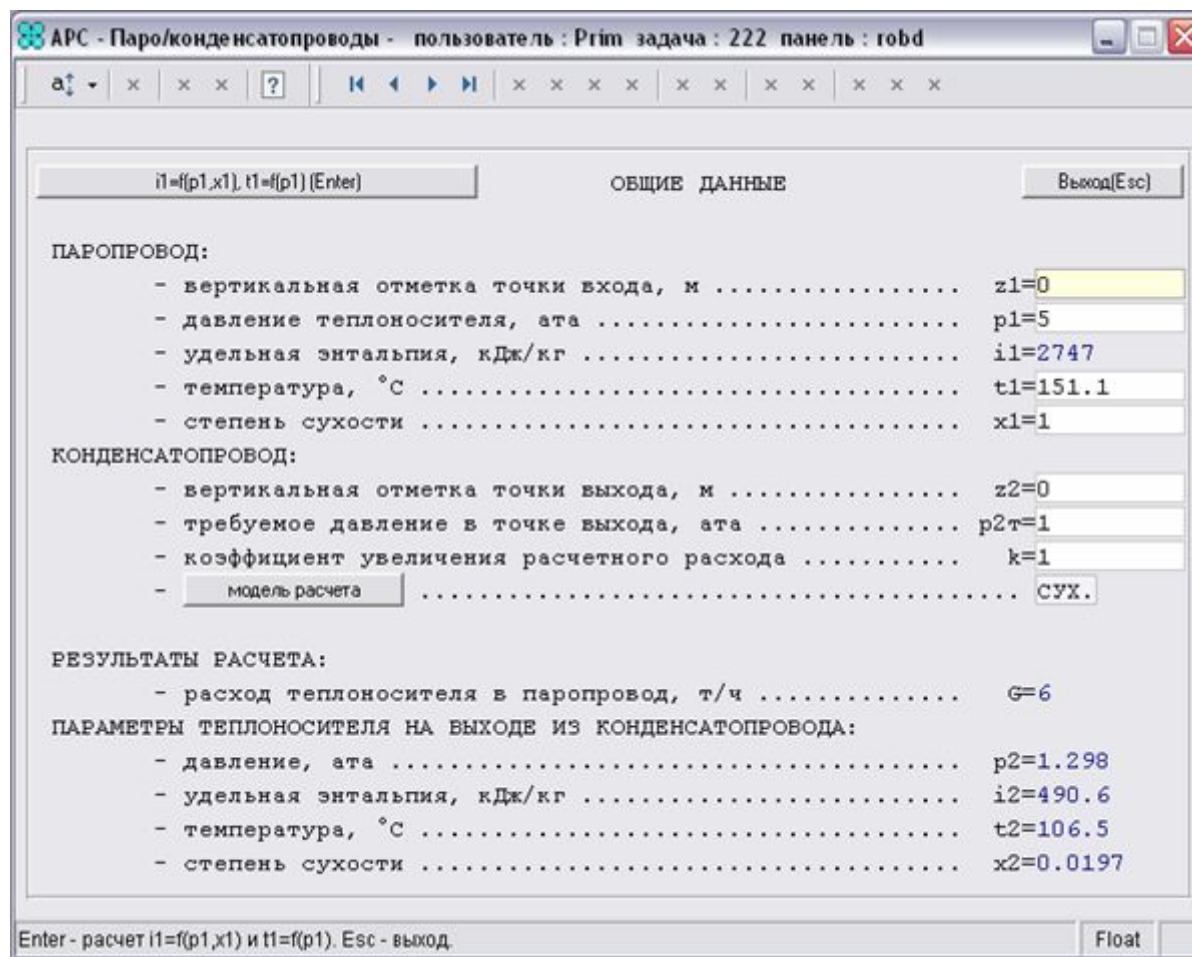 АРС - Паро/конденсатопроводы - пользователь : Prim задача : 222 панель : robd
i1=f(p1,x1), t1=f(p1) (Enter) ОБЩИЕ ДАННЫЕ Выход(Esc)
ПАРОПРОВОД:
- вертикальная отметка точки входа, м .................. z1=0
- давление теплоносителя, ата ........................... p1=5
- удельная энтальпия, кДж/кг ............................ i1=2747
- температура, °С ........................................ t1=151.1
- степень сухости ........................................ x1=1
КОНДЕНСАТОПРОВОД:
- вертикальная отметка точки выхода, м ................. z2=0
- требуемое давление в точке выхода, ата ............... p2т=1
- коэффициент увеличения расчетного расхода ............ k=1
- модель расчета ............................................ СУХ.
РЕЗУЛЬТАТЫ РАСЧЕТА:
- расход теплоносителя в паропровод, т/ч ............... G=6
ПАРАМЕТРЫ ТЕПЛОНОСИТЕЛЯ НА ВЫХОДЕ ИЗ КОНДЕНСАТОПРОВОДА:
- давление, ата .......................................... p2=1.298
- удельная энтальпия, кДж/кг ............................ i2=490.6
- температура, °С ........................................ t2=106.5
- степень сухости ........................................ x2=0.0197
Enter - расчет i1=f(p1,x1) и t1=f(p1). Esc - выход. Float